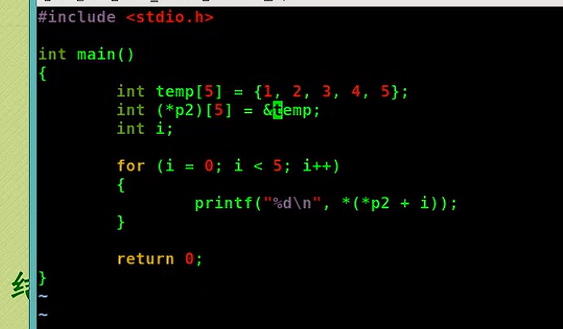 #include <stdio.h>
int main()
{
int temp[5] = {1, 2, 3, 4, 5};
int (*p2)[5] = &temp;
int i;
for (i = 0; i < 5; i++)
{
printf("%d\n", *(*p2 + i));
}
return 0;
}
~
~